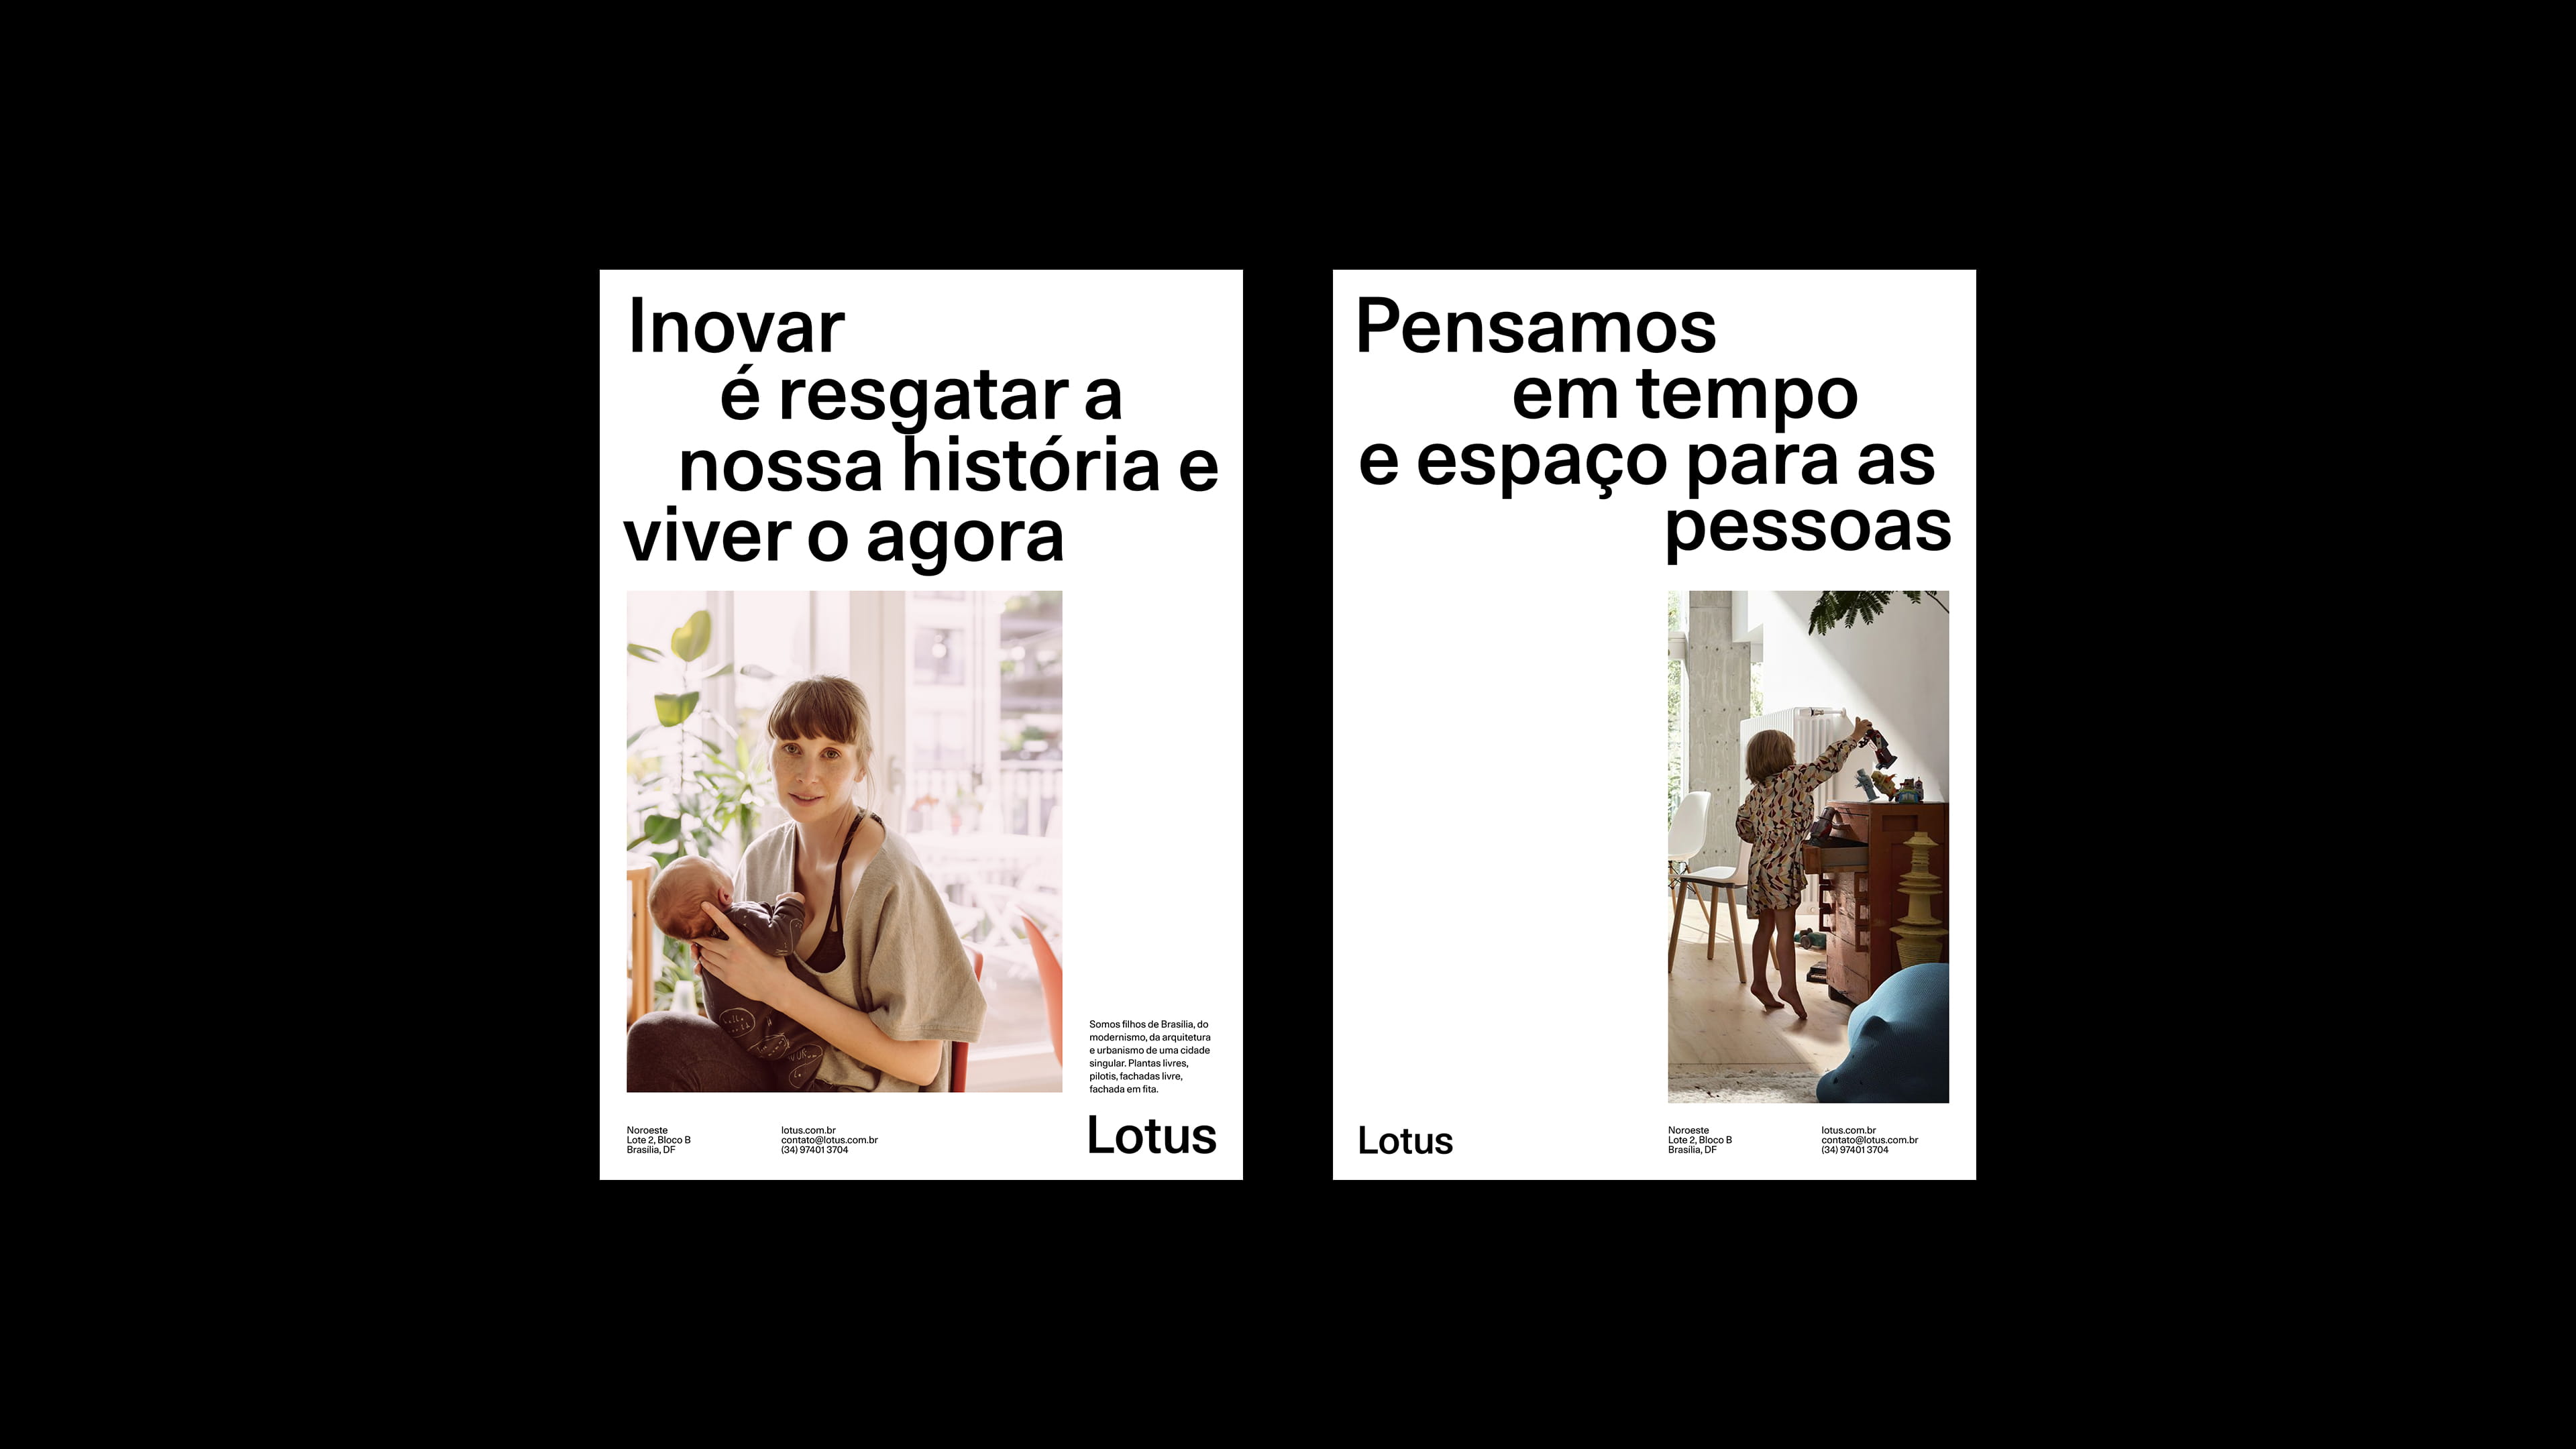 Inovar
é resgatar a
nossa história e
viver o agora
Somos filhos de Brasília, do
modernismo, da arquitetura
e urbanismo de uma cidade
singular. Plantas livres,
pilotis, fachadas livre,
fachada em fita.
Noroeste
Lote 2, Bloco B
Brasília, DF
lotus.com.br
contato@lotus.com.br
(34) 97401 3704
Lotus
Pensamos
em tempo
e espaço para as
pessoas
Lotus
Noroeste
Lote 2, Bloco B
Brasília, DF
lotus.com.br
contato@lotus.com.br
(34) 97401 3704